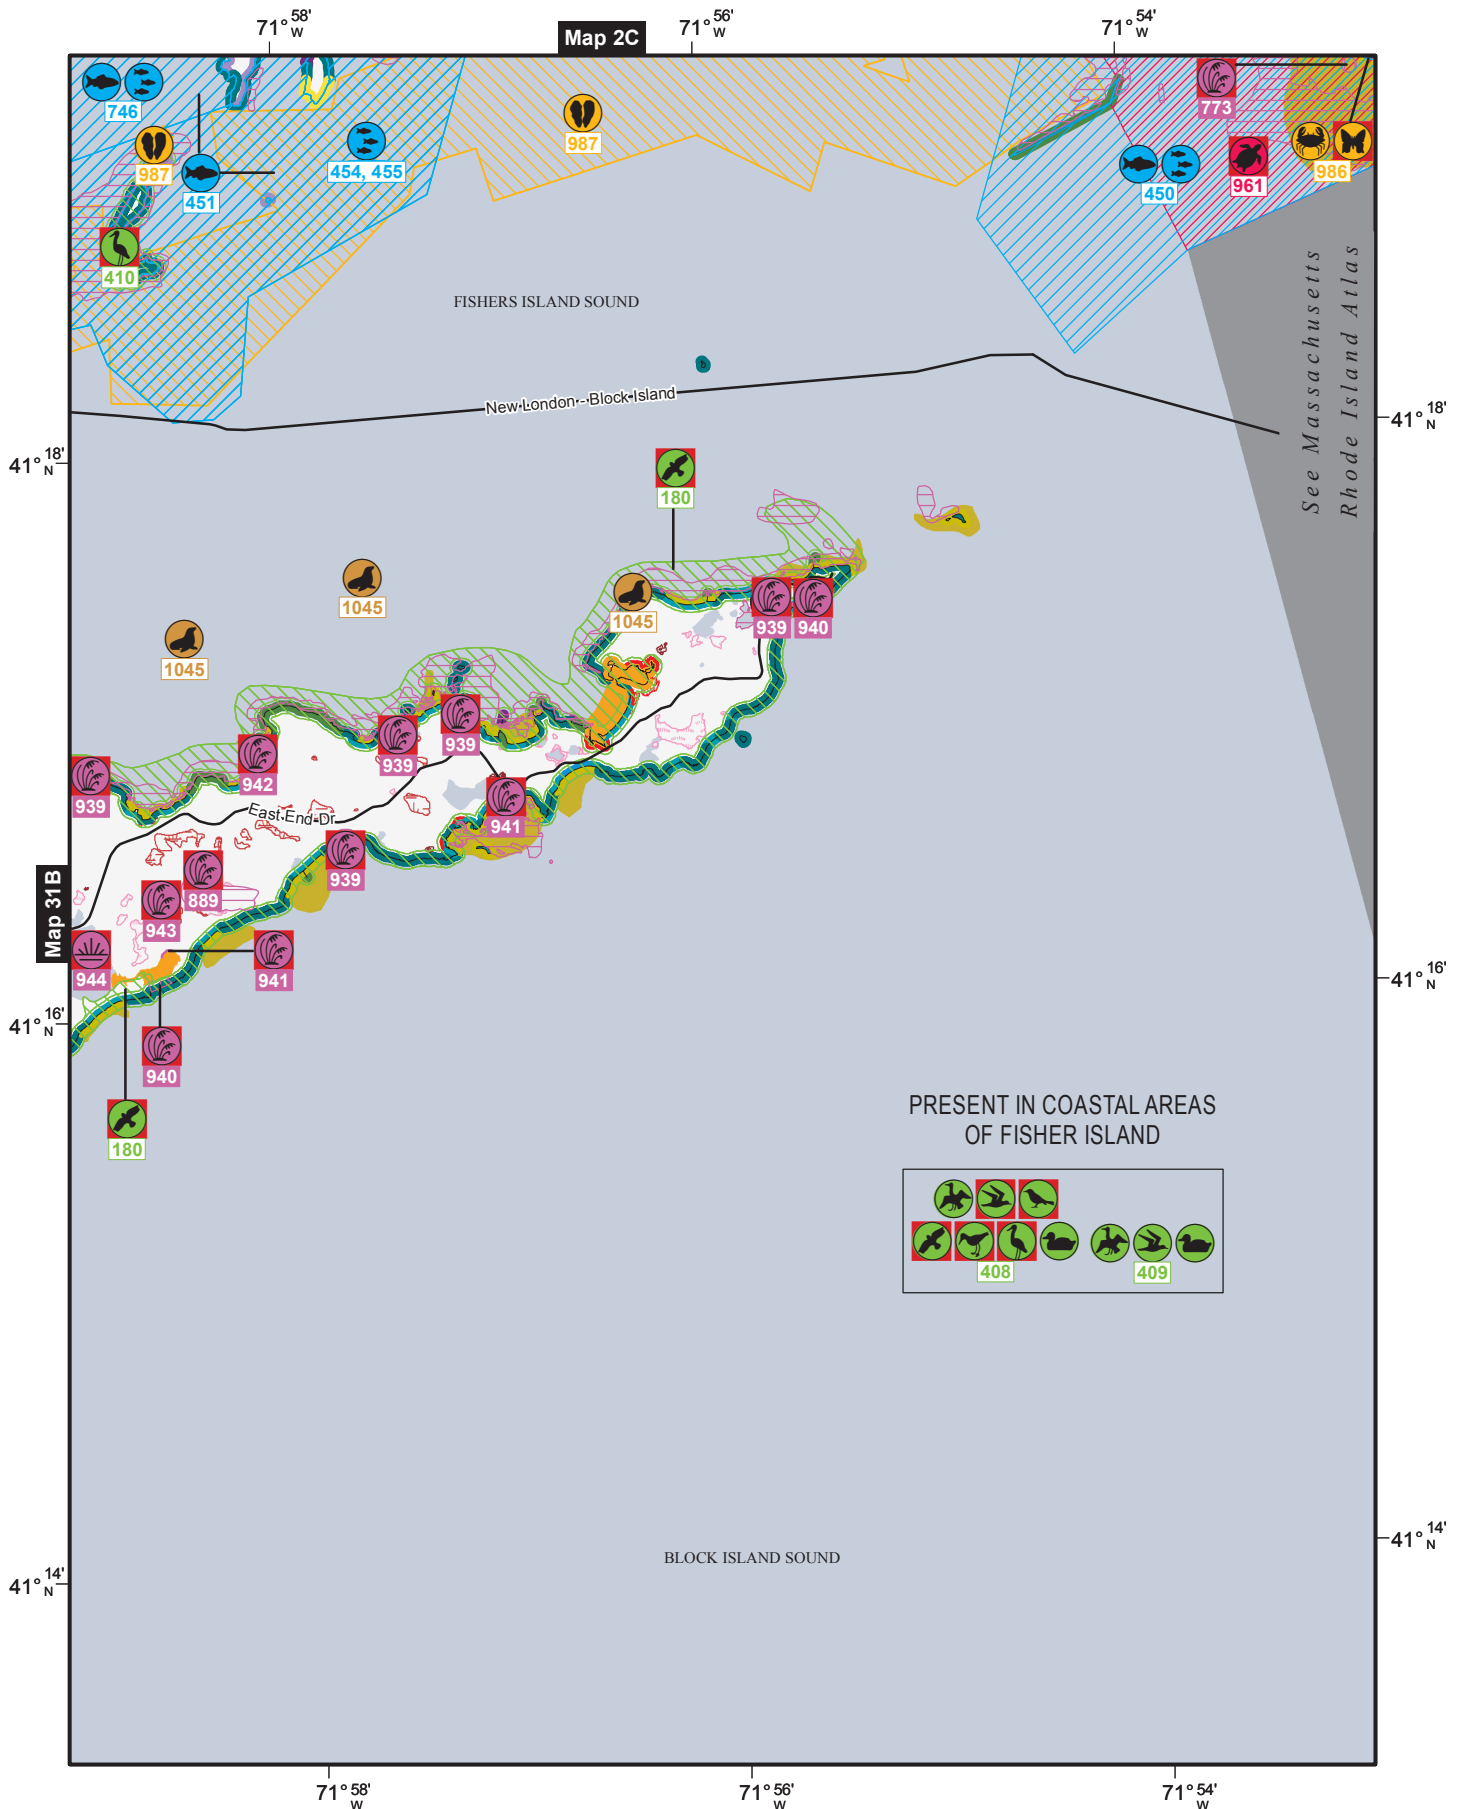 71° 58' W
71° 56' W
71° 54' W
Map 2C
746
987
451
454, 455
987
773
450
961
986
410
FISHERS ISLAND SOUND
See Massachusetts
Rhode Island Atlas
New London - Block Island
41° 18' N
41° 18' N
180
1045
1045
1045
939
940
939
942
939
939
941
East End Dr
939
889
943
Map 31B
944
941
41° 16' N
41° 16' N
940
180
PRESENT IN COASTAL AREAS
OF FISHER ISLAND
408
409
BLOCK ISLAND SOUND
41° 14' N
41° 14' N
71° 58' W
71° 56' W
71° 54' W